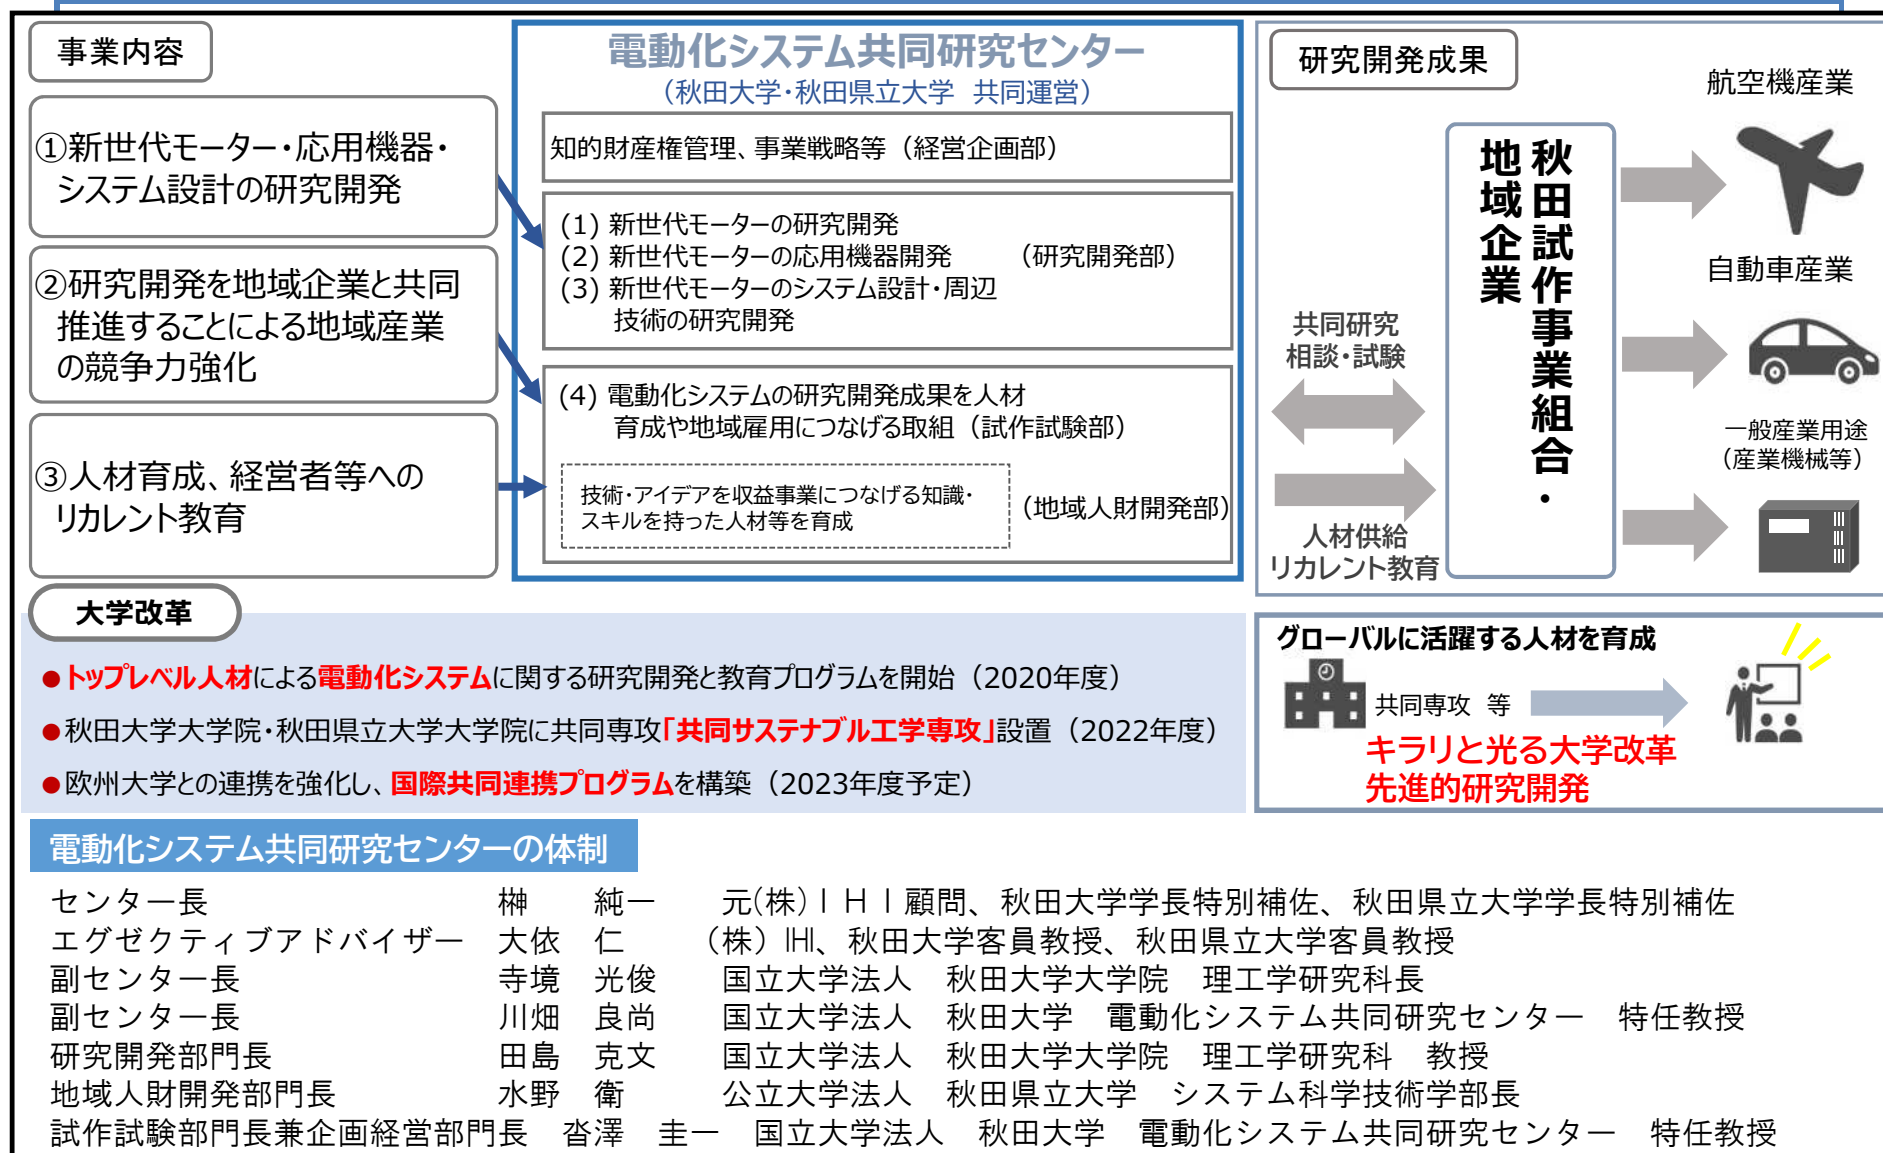 事業内容
①新世代モーター・応用機器・
システム設計の研究開発
②研究開発を地域企業と共同
推進することによる地域産業
の競争力強化
③人材育成、経営者等への
リカレント教育
電動化システム共同研究センター
（秋田大学・秋田県立大学　共同運営）
知的財産権管理、事業戦略等（経営企画部）
(1) 新世代モーターの研究開発
(2) 新世代モーターの応用機器開発　　（研究開発部）
(3) 新世代モーターのシステム設計・周辺
技術の研究開発
(4) 電動化システムの研究開発成果を人材
育成や地域雇用につなげる取組（試作試験部）
技術・アイデアを収益事業につなげる知識・
スキルを持った人材等を育成
（地域人財開発部）
研究開発成果
共同研究
相談・試験
人材供給
リカレント教育
秋田試作事業組合・
地域企業
航空機産業
自動車産業
一般産業用途
（産業機械等）
大学改革
●トップレベル人材による電動化システムに関する研究開発と教育プログラムを開始（2020年度）
●秋田大学大学院・秋田県立大学大学院に共同専攻「共同サステナブル工学専攻」設置（2022年度）
●欧州大学との連携を強化し、国際共同連携プログラムを構築（2023年度予定）
グローバルに活躍する人材を育成
共同専攻　等
キラリと光る大学改革
先進的研究開発
電動化システム共同研究センターの体制
センター長　榊　純一　元(株)ＩＨＩ顧問、秋田大学学長特別補佐、秋田県立大学学長特別補佐
エグゼクティブアドバイザー　大依　仁　（株）IHI、秋田大学客員教授、秋田県立大学客員教授
副センター長　寺境　光俊　国立大学法人　秋田大学大学院　理工学研究科長
副センター長　川畑　良尚　国立大学法人　秋田大学　電動化システム共同研究センター　特任教授
研究開発部門長　田島　克文　国立大学法人　秋田大学大学院　理工学研究科　教授
地域人財開発部門長　水野　衛　公立大学法人　秋田県立大学　システム科学技術学部長
試作試験部門長兼企画経営部門長　沓澤　圭一　国立大学法人　秋田大学　電動化システム共同研究センター　特任教授